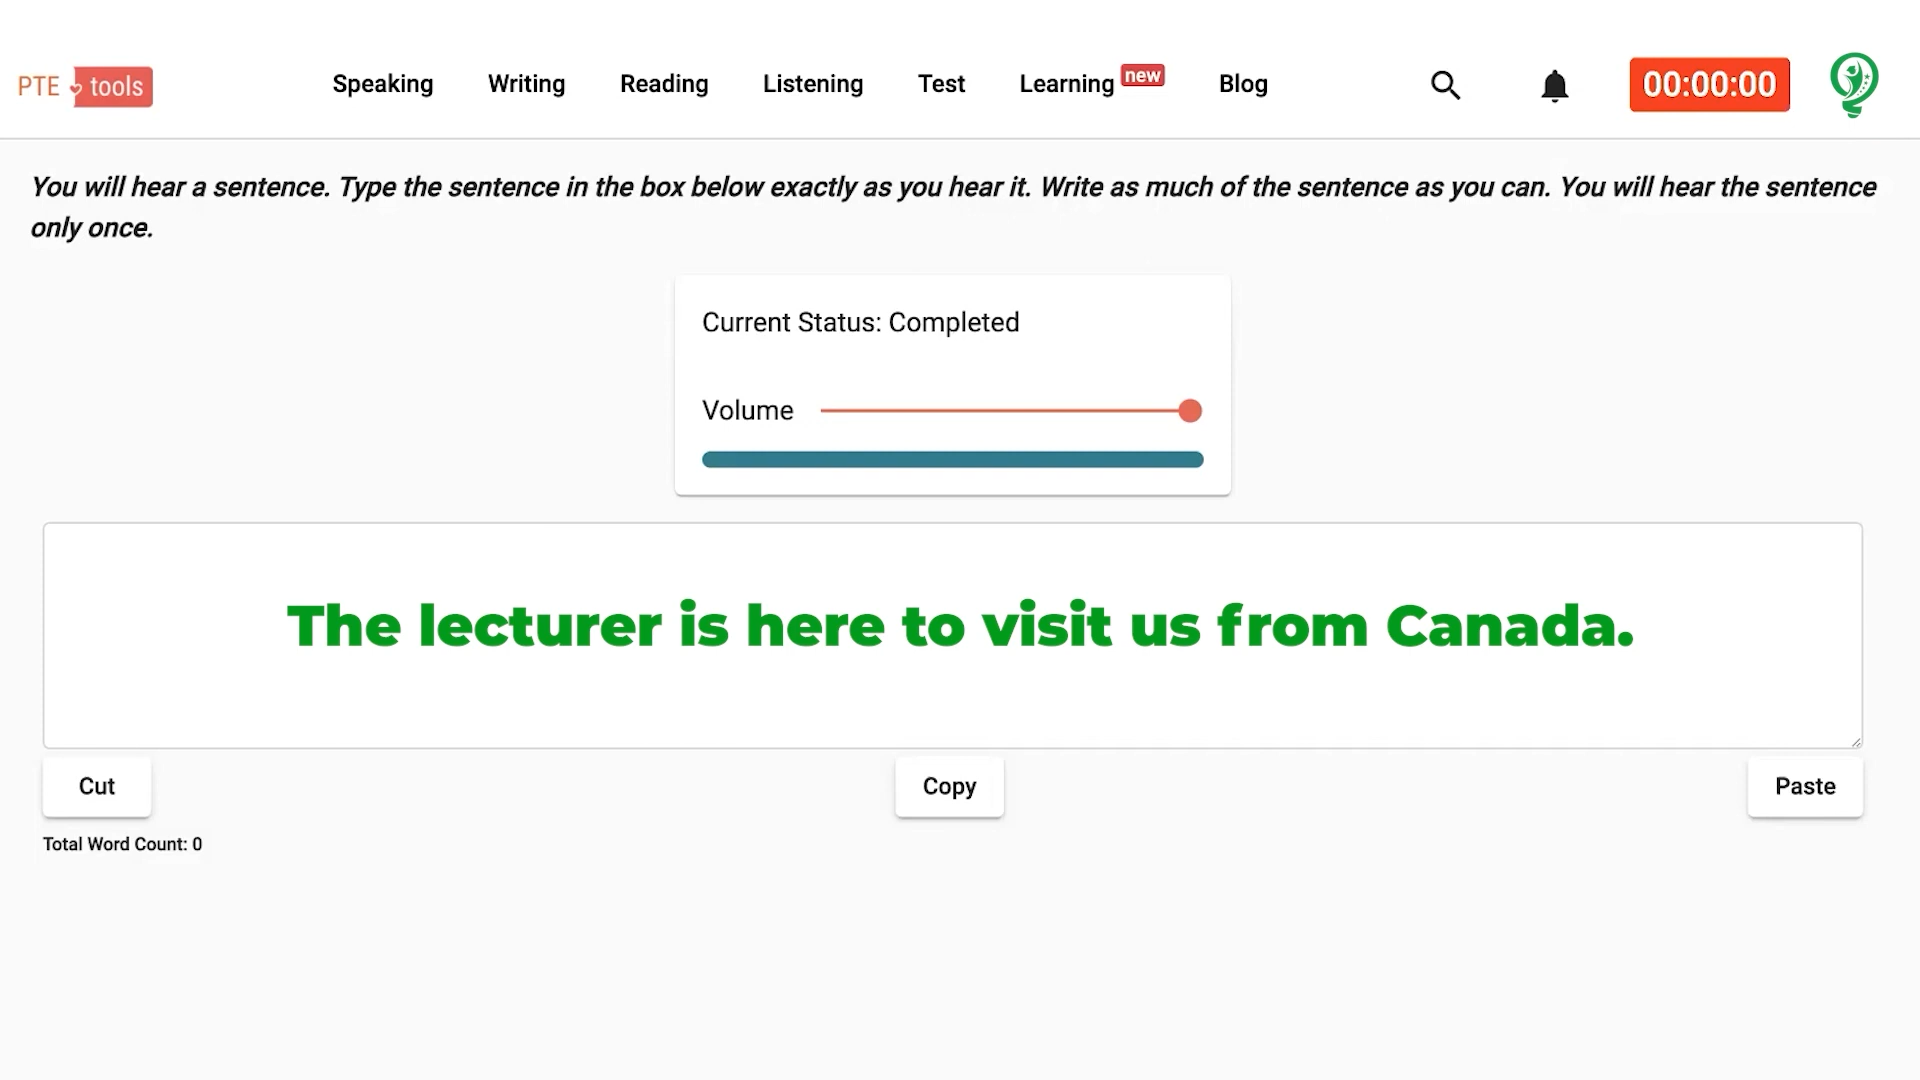 PTE tools
Speaking Writing Reading Listening Test Learning new Blog
00:00:00
You will hear a sentence. Type the sentence in the box below exactly as you hear it. Write as much of the sentence as you can. You will hear the sentence
only once.
Current Status: Completed
Volume
The lecturer is here to visit us from Canada.
Cut Copy Paste
Total Word Count: 0